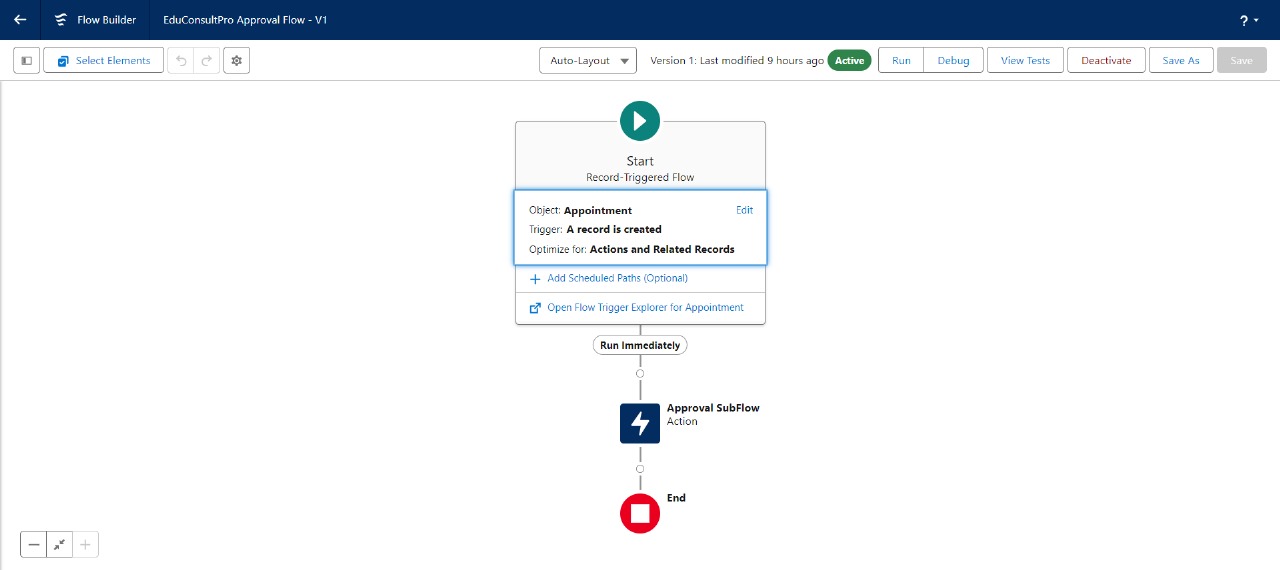 Flow Builder
EduConsultPro Approval Flow - V1
?
Select Elements
Auto-Layout
Version 1: Last modified 9 hours ago
Active
Run
Debug
View Tests
Deactivate
Save As
Save
Start
Record-Triggered Flow
Object: Appointment
Edit
Trigger: A record is created
Optimize for: Actions and Related Records
Add Scheduled Paths (Optional)
Open Flow Trigger Explorer for Appointment
Run Immediately
Approval SubFlow
Action
End